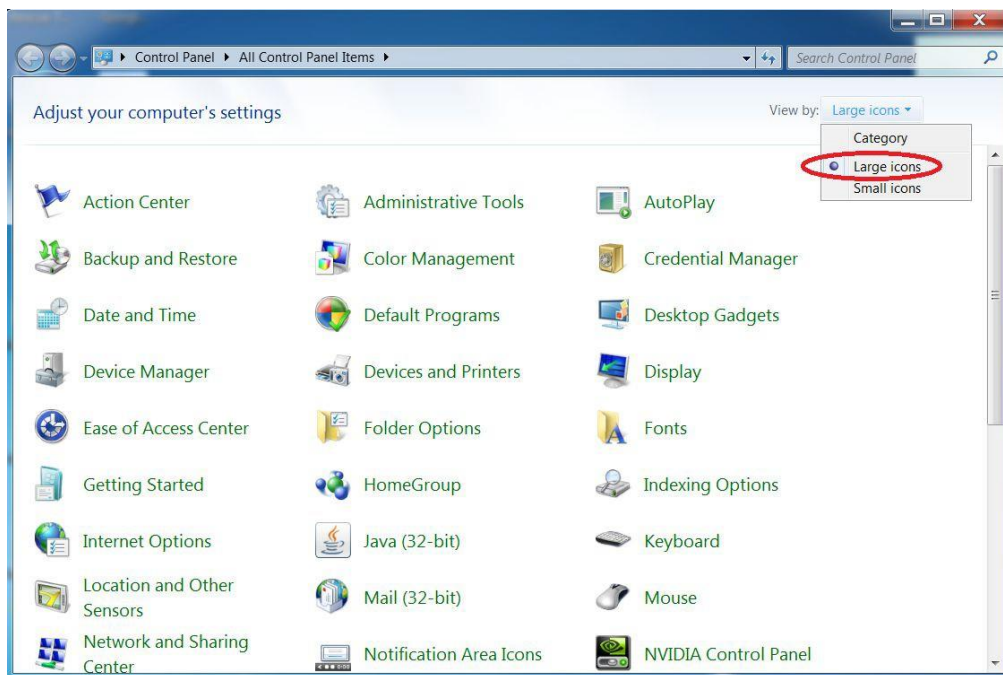 Control Panel ▸ All Control Panel Items ▸
Search Control Panel
Adjust your computer's settings
View by: Large icons
Category
Large icons
Small icons
Action Center
Administrative Tools
AutoPlay
Backup and Restore
Color Management
Credential Manager
Date and Time
Default Programs
Desktop Gadgets
Device Manager
Devices and Printers
Display
Ease of Access Center
Folder Options
Fonts
Getting Started
HomeGroup
Indexing Options
Internet Options
Java (32-bit)
Keyboard
Location and Other
Sensors
Mail (32-bit)
Mouse
Network and Sharing
Center
Notification Area Icons
NVIDIA Control Panel